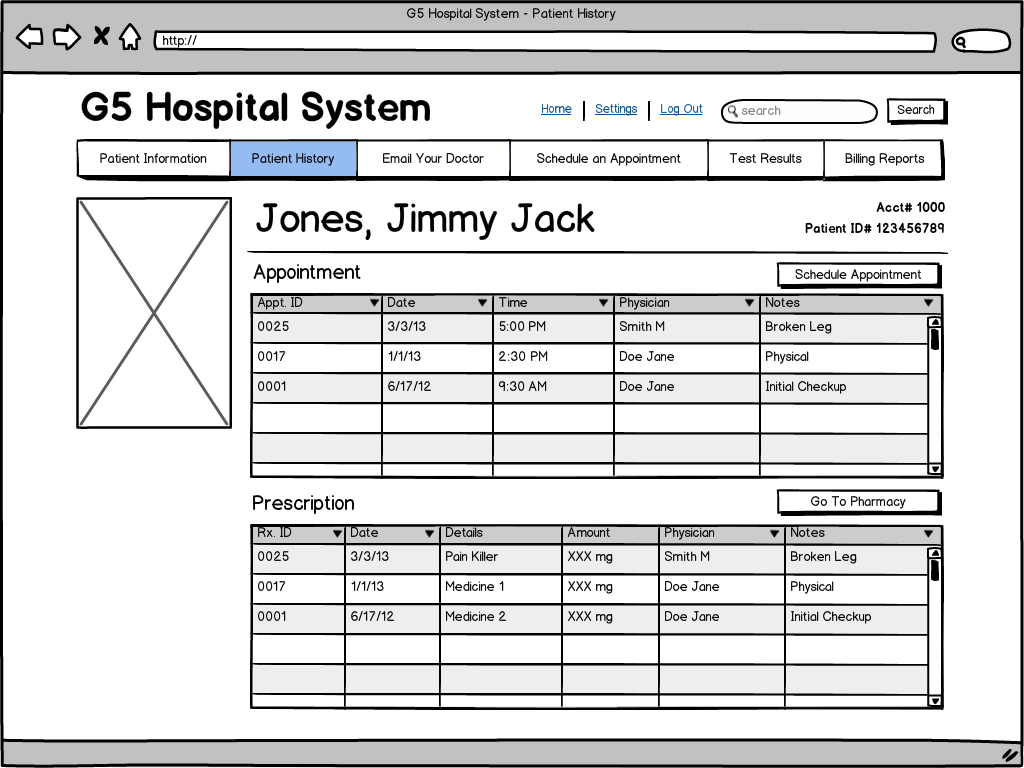 G5 Hospital System - Patient History
http://
G5 Hospital System
Home Settings Log Out search Search
Patient Information Patient History Email Your Doctor Schedule an Appointment Test Results Billing Reports
Jones, Jimmy Jack
Acct# 1000
Patient ID# 123456789
Appointment Schedule Appointment
Appt. ID Date Time Physician Notes
0025 3/3/13 5:00 PM Smith M Broken Leg
0017 1/1/13 2:30 PM Doe Jane Physical
0001 6/17/12 9:30 AM Doe Jane Initial Checkup
Prescription Go To Pharmacy
Rx. ID Date Details Amount Physician Notes
0025 3/3/13 Pain Killer XXX mg Smith M Broken Leg
0017 1/1/13 Medicine 1 XXX mg Doe Jane Physical
0001 6/17/12 Medicine 2 XXX mg Doe Jane Initial Checkup